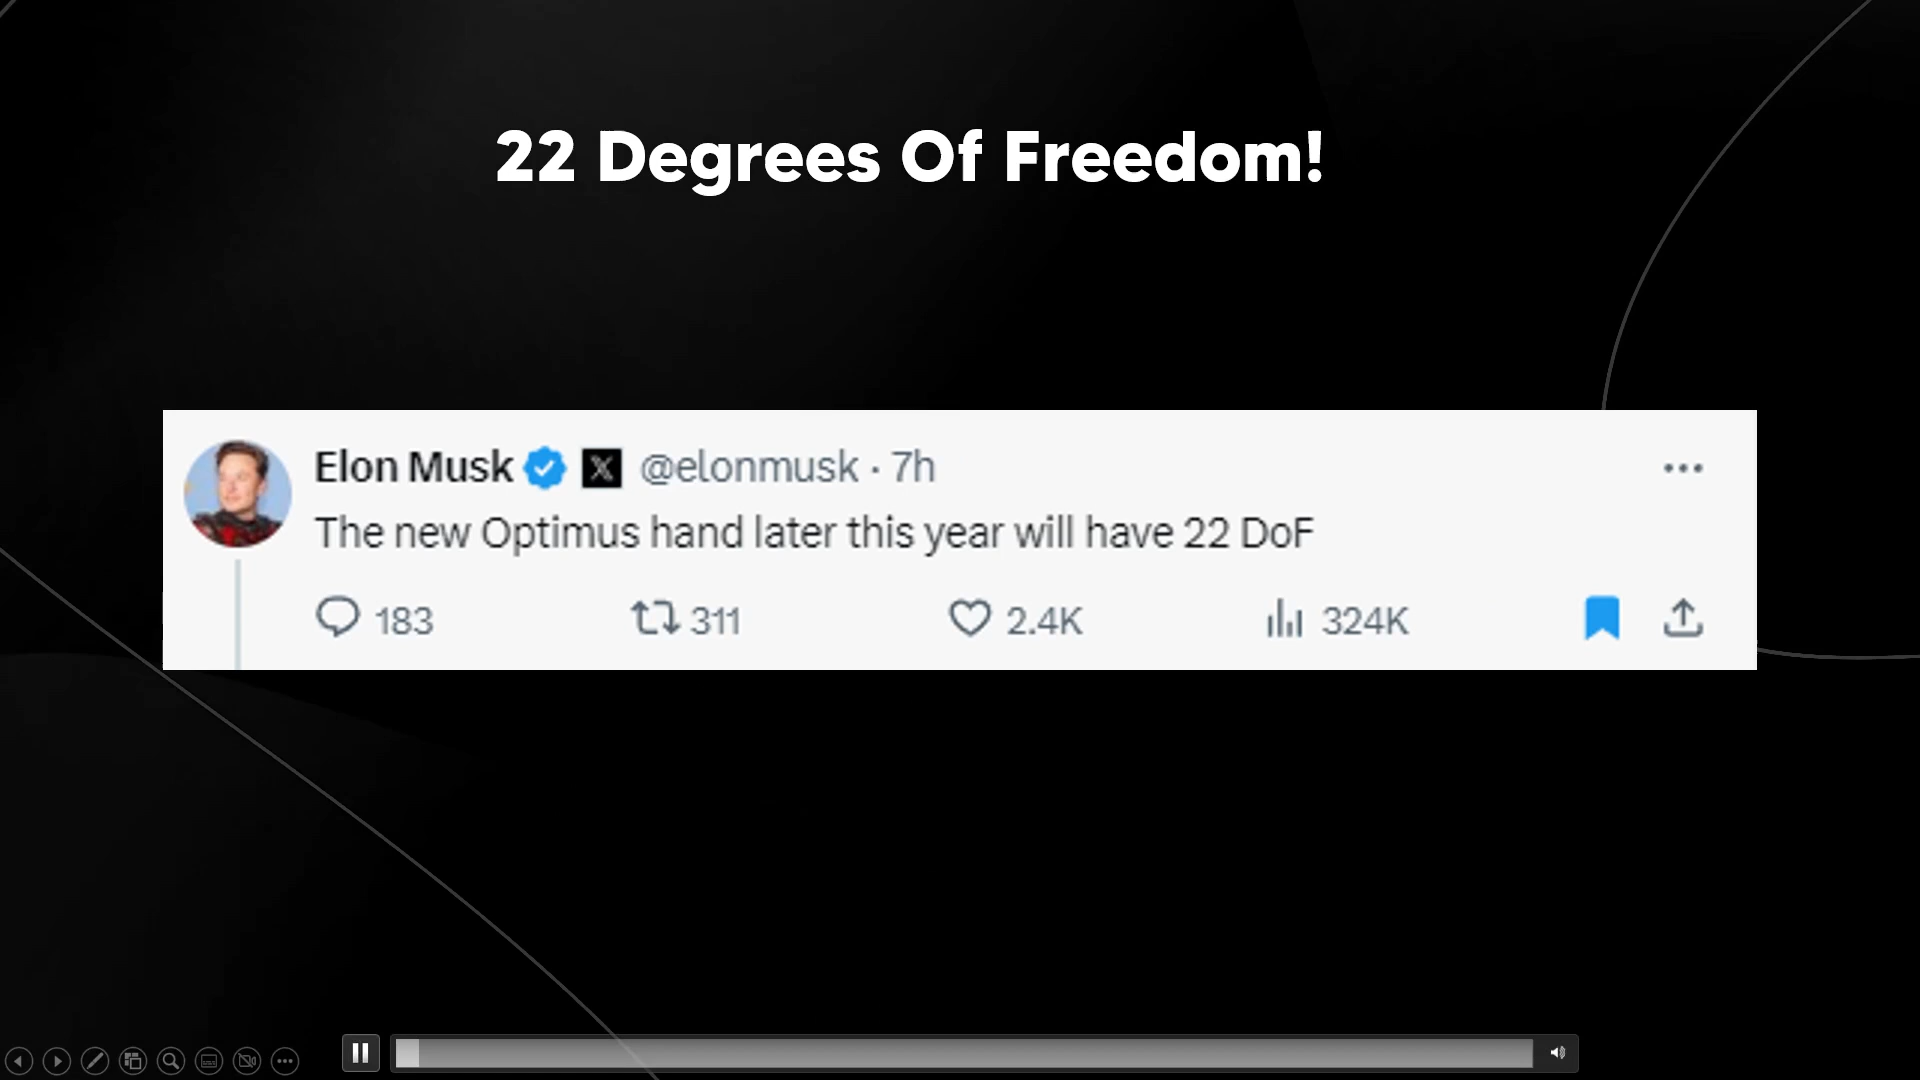 22 Degrees Of Freedom!
Elon Musk @elonmusk · 7h
The new Optimus hand later this year will have 22 DoF
183 311 2.4K 324K